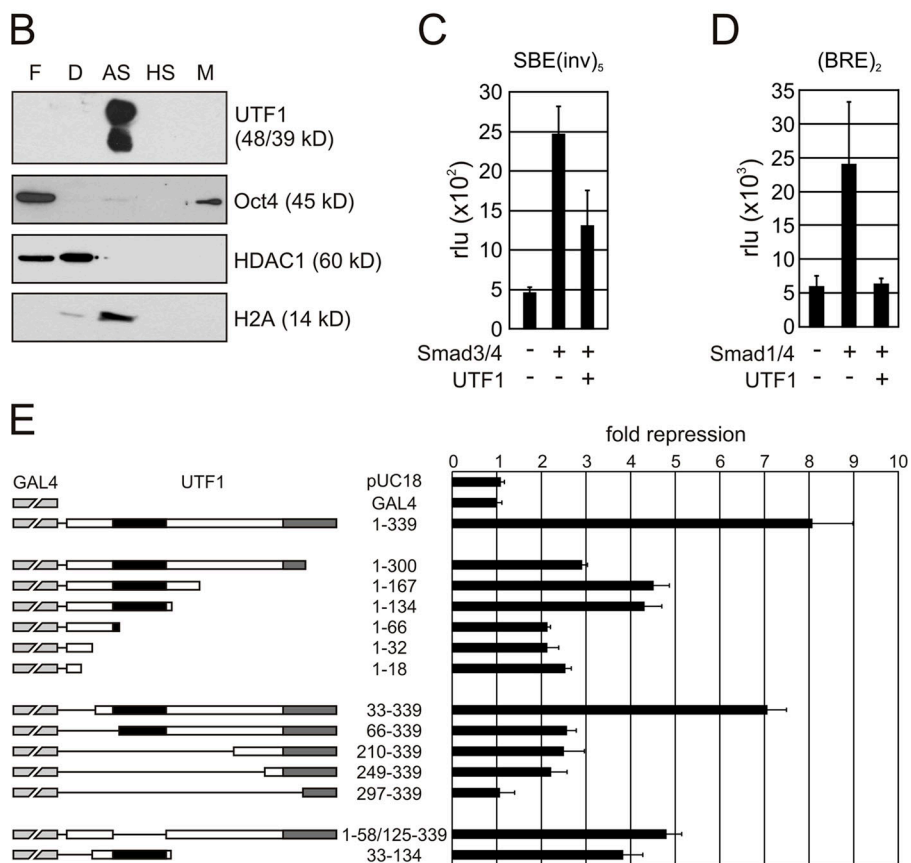 B
F D AS HS M
UTF1
(48/39 kD)
Oct4 (45 kD)
HDAC1 (60 kD)
H2A (14 kD)
C
SBE(inv)₅
rlu (x10²)
30
25
20
15
10
5
0
Smad3/4 - + +
UTF1 - - +
D
(BRE)₂
rlu (x10³)
35
30
25
20
15
10
5
0
Smad1/4 - + +
UTF1 - - +
E
fold repression
0 1 2 3 4 5 6 7 8 9 10
GAL4 UTF1 pUC18
GAL4
1-339
1-300
1-167
1-134
1-66
1-32
1-18
33-339
66-339
210-339
249-339
297-339
1-58/125-339
33-134